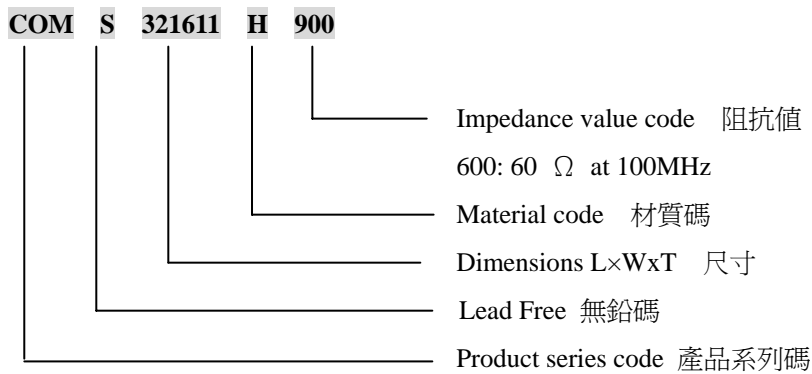 COM S 321611 H 900
Impedance value code 阻抗值
600: 60 Ω at 100MHz
Material code 材質碼
Dimensions L×WxT 尺寸
Lead Free 無鉛碼
Product series code 產品系列碼